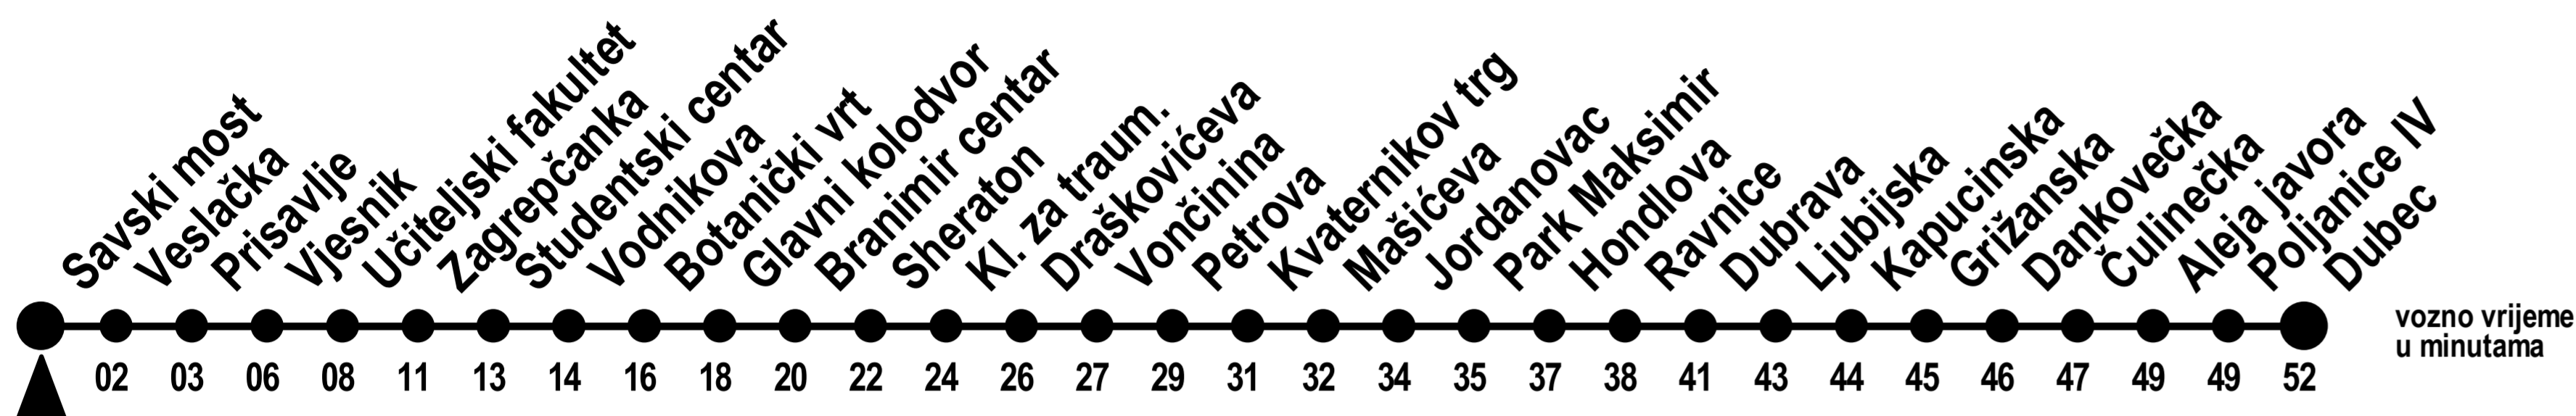 Savski most
Veslačka
Prisavlje
Vjesnik
Učiteljski fakultet
Zagrepčanka
Studentski centar
Vodnikova
Botanički vrt
Glavni kolodvor
Branimir centar
Sheraton
Kl. za traum.
Draškovićeva
Vončinina
Petrova
Kvaternikov trg
Mašićeva
Jordanovac
Park Maksimir
Hondlova
Ravnice
Dubrava
Ljubijska
Kapucinska
Grižanska
Dankovečka
Čulinečka
Aleja javora
Poljanice IV
Dubec
02 03 06 08 11 13 14 16 18 20 22 24 26 27 29 31 32 34 35 37 38 41 43 44 45 46 47 49 49 52
vozno vrijeme
u minutama